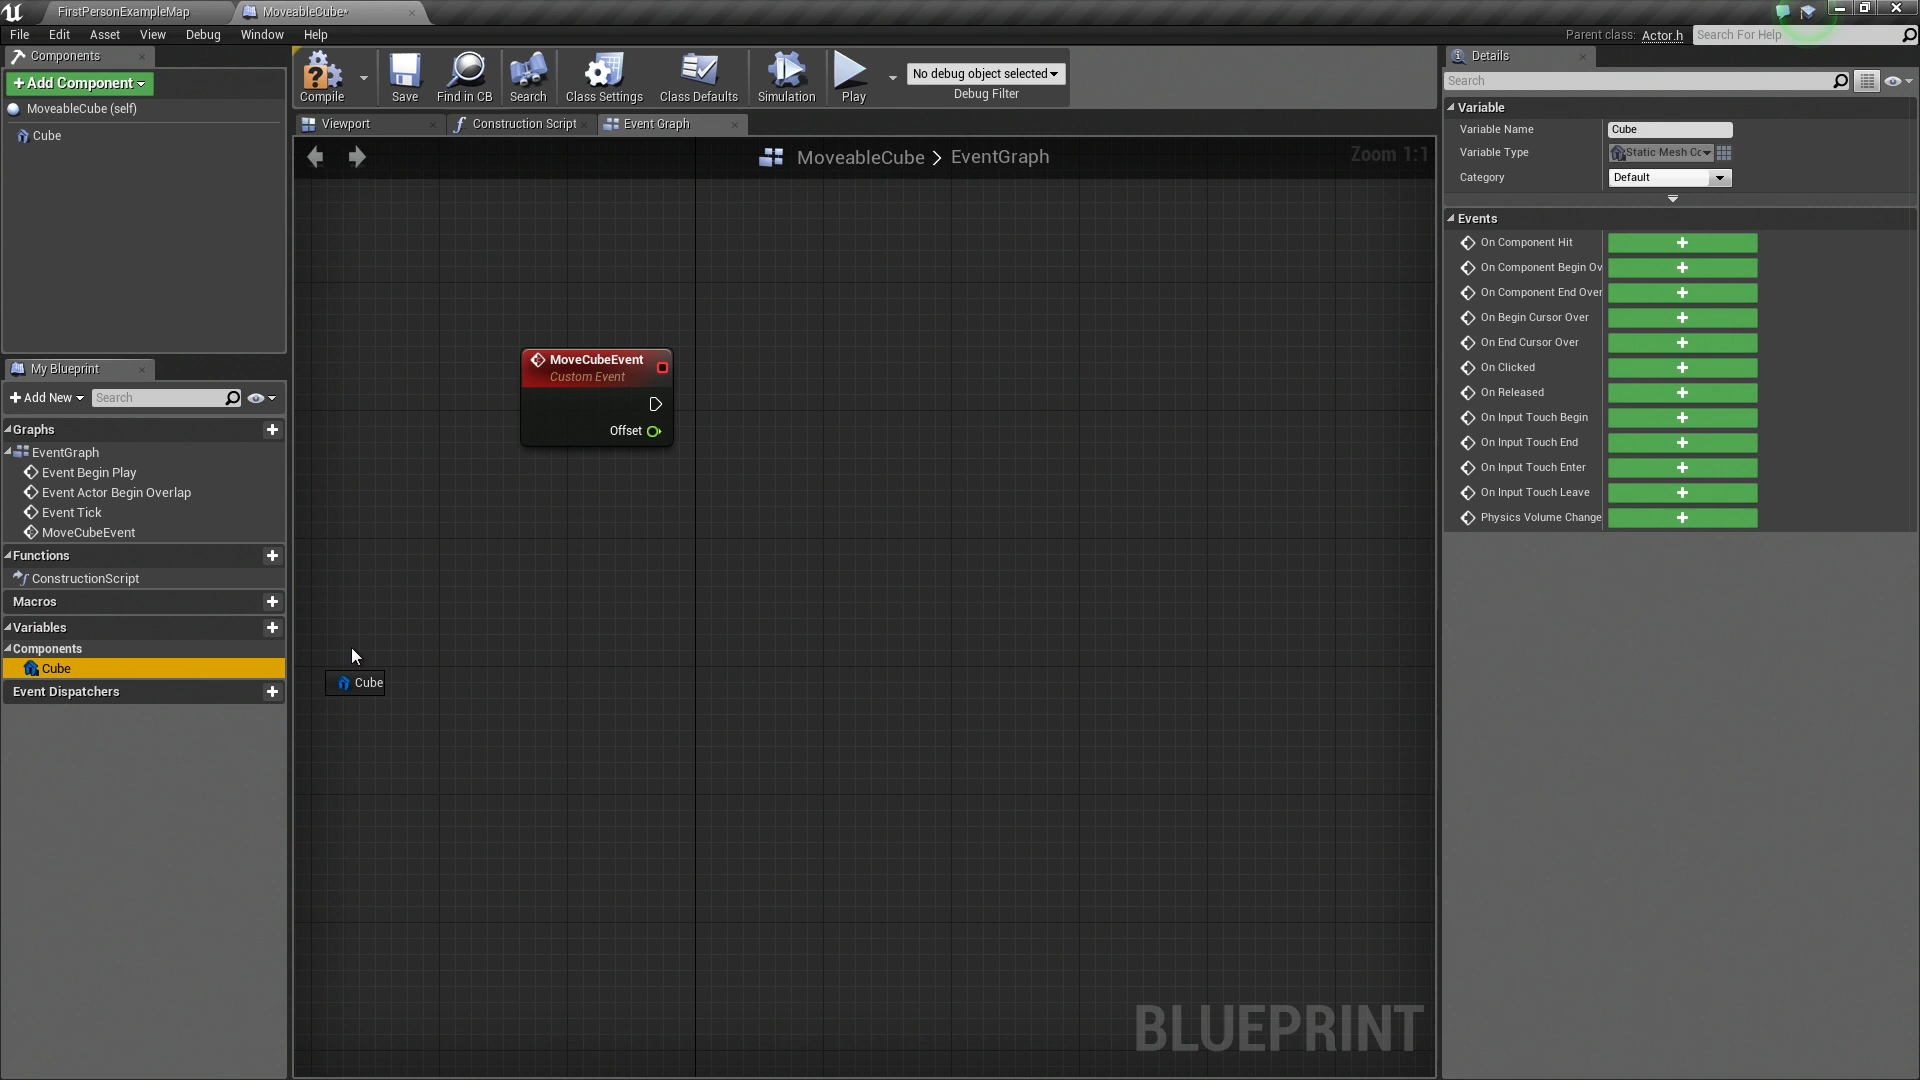 FirstPersonExampleMap
MoveableCube*
File Edit Asset View Debug Window Help
Parent class: Actor.h
Search For Help
Components
+Add Component
MoveableCube (self)
Cube
Compile
Save
Find in CB
Search
Class Settings
Class Defaults
Simulation
Play
No debug object selected
Debug Filter
Viewport
Construction Script
Event Graph
MoveableCube > EventGraph
Zoom 1:1
MoveCubeEvent
Custom Event
Offset
Cube
BLUEPRINT
My Blueprint
+Add New
Search
Graphs
EventGraph
Event Begin Play
Event Actor Begin Overlap
Event Tick
MoveCubeEvent
Functions
ConstructionScript
Macros
Variables
Components
Cube
Event Dispatchers
Details
Search
Variable
Variable Name Cube
Variable Type Static Mesh Cc
Category Default
Events
On Component Hit
On Component Begin Ov
On Component End Over
On Begin Cursor Over
On End Cursor Over
On Clicked
On Released
On Input Touch Begin
On Input Touch End
On Input Touch Enter
On Input Touch Leave
Physics Volume Change